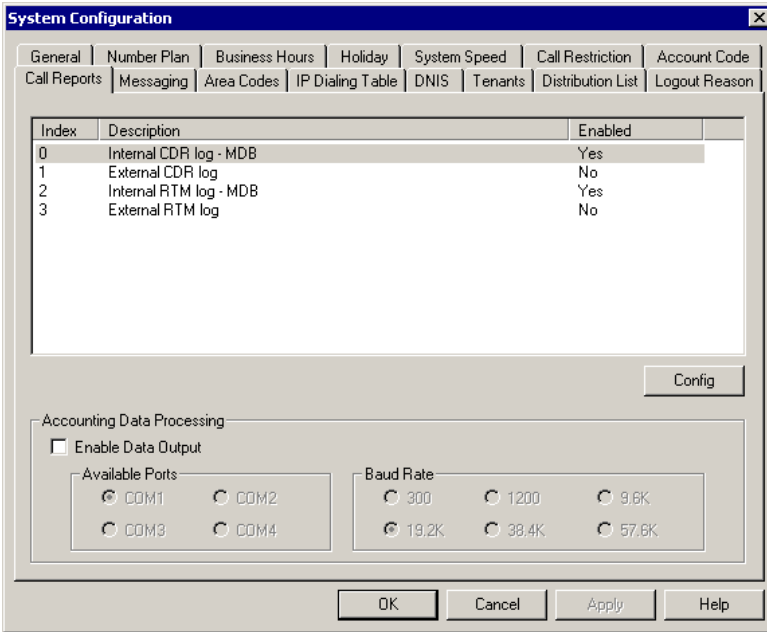 System Configuration
General Number Plan Business Hours Holiday System Speed Call Restriction Account Code
Call Reports Messaging Area Codes IP Dialing Table DNIS Tenants Distribution List Logout Reason
Index Description Enabled
0 Internal CDR log - MDB Yes
1 External CDR log No
2 Internal RTM log - MDB Yes
3 External RTM log No
Config
Accounting Data Processing
Enable Data Output
Available Ports Baud Rate
COM1 COM2 300 1200 9.6K
COM3 COM4 19.2K 38.4K 57.6K
OK Cancel Apply Help